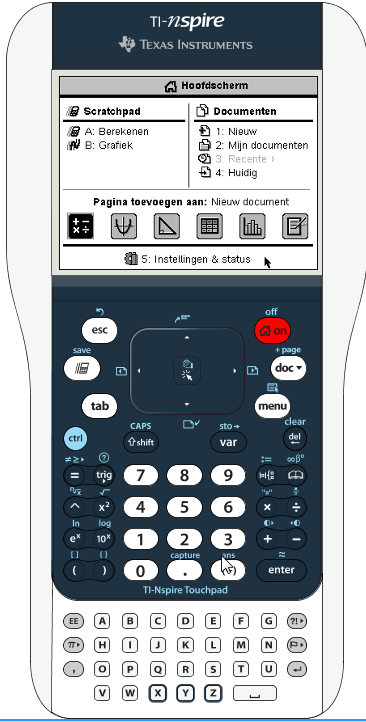 TI-nspire
TEXAS INSTRUMENTS
Hoofdscherm
Scratchpad
A: Berekenen
B: Grafiek
Documenten
1: Nieuw
2: Mijn documenten
3: Recente
4: Huidig
Pagina toevoegen aan: Nieuw document
5: Instellingen & status
off
esc
on
save
+ page
doc
tab
menu
ctrl
CAPS
shift
sto
var
clear
del
= trig 7 8 9
^ x² 4 5 6 × ÷
ln log
eˣ 10ˣ 1 2 3 + −
[ ] { } capture ans ≈
( ) 0 . (−) enter
TI-Nspire Touchpad
EE A B C D E F G ?!
π H I J K L M N
, O P Q R S T U
V W X Y Z